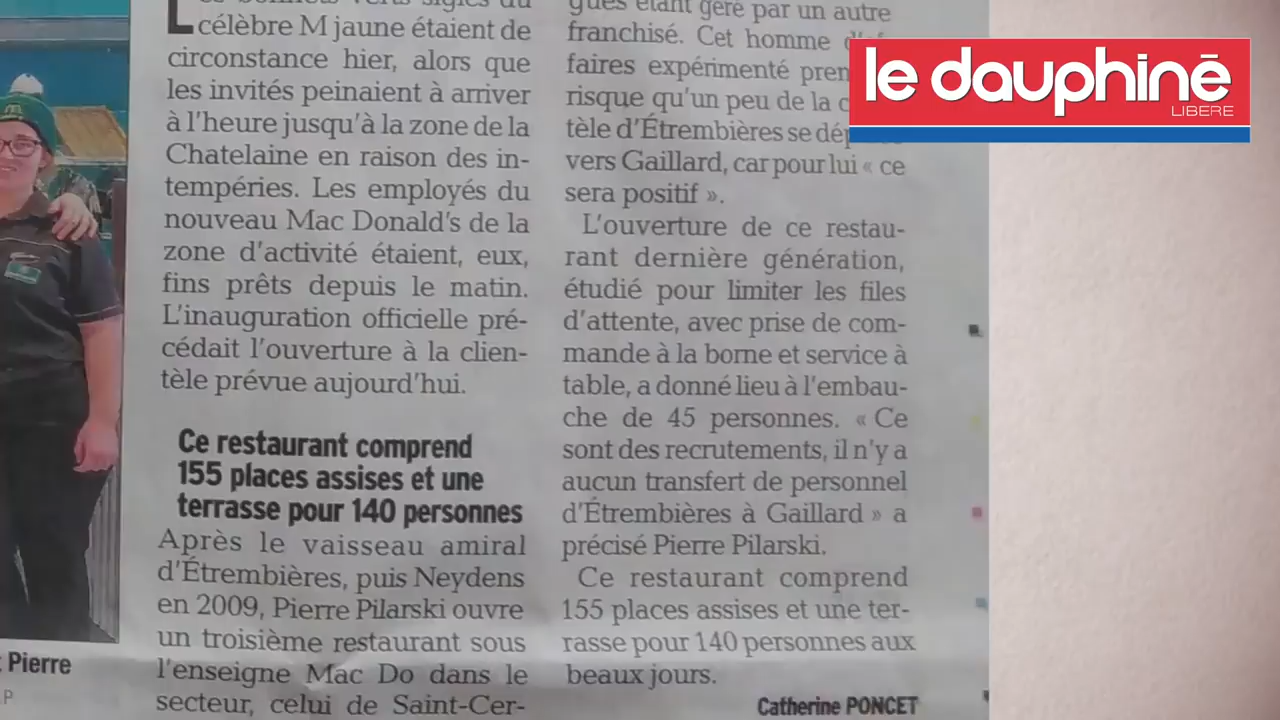 célèbre M jaune étaient de
circonstance hier, alors que
les invités peinaient à arriver
à l'heure jusqu'à la zone de la
Chatelaine en raison des in-
tempéries. Les employés du
nouveau Mac Donald's de la
zone d'activité étaient, eux,
fins prêts depuis le matin.
L'inauguration officielle pré-
cédait l'ouverture à la clien-
tèle prévue aujourd'hui.
Ce restaurant comprend
155 places assises et une
terrasse pour 140 personnes
Après le vaisseau amiral
d'Étrembières, puis Neydens
en 2009, Pierre Pilarski ouvre
un troisième restaurant sous
l'enseigne Mac Do dans le
secteur, celui de Saint-Cer-
gues étant géré par un autre
franchisé. Cet homme
faires expérimenté
risque qu'un peu de la
tèle d'Étrembières se
vers Gaillard, car pour lui « ce
sera positif ».
L'ouverture de ce restau-
rant dernière génération,
étudié pour limiter les files
d'attente, avec prise de com-
mande à la borne et service à
table, a donné lieu à l'embau-
che de 45 personnes. « Ce
sont des recrutements, il n'y a
aucun transfert de personnel
d'Étrembières à Gaillard » a
précisé Pierre Pilarski.
Ce restaurant comprend
155 places assises et une ter-
rasse pour 140 personnes aux
beaux jours.
Catherine PONCET
Pierre
P
le dauphiné
LIBERE